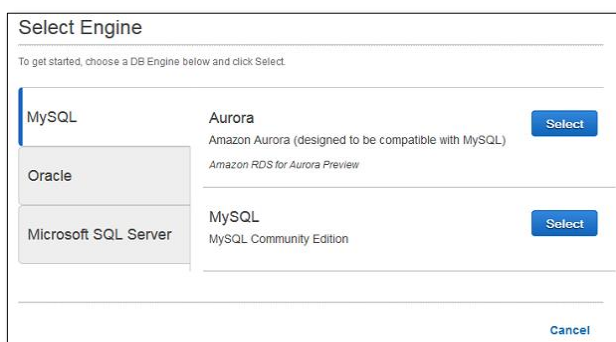 Select Engine
To get started, choose a DB Engine below and click Select.
MySQL
Oracle
Microsoft SQL Server
Aurora
Amazon Aurora (designed to be compatible with MySQL)
Amazon RDS for Aurora Preview
Select
MySQL
MySQL Community Edition
Select
Cancel